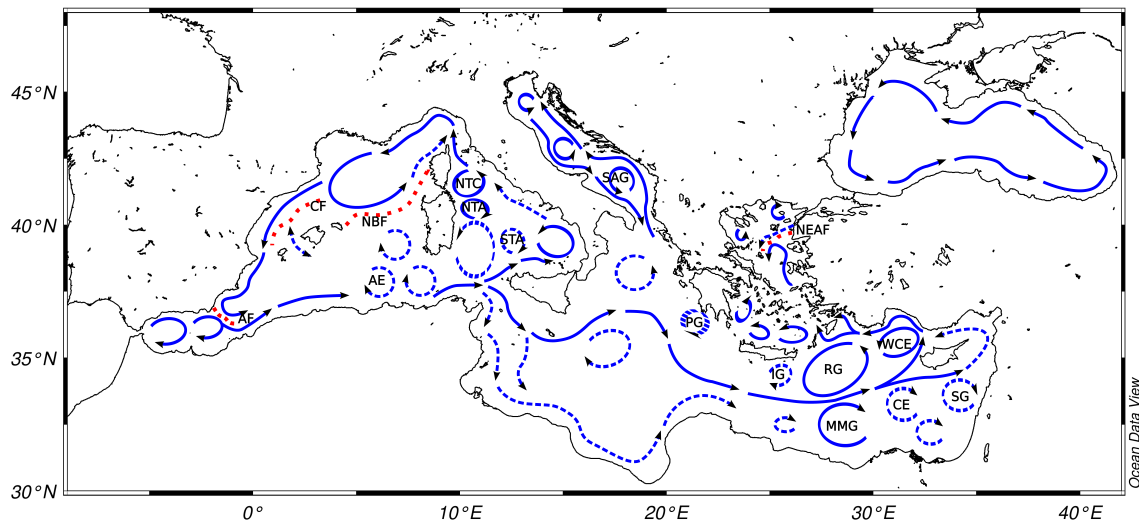 45°N
40°N
35°N
30°N
0°E
10°E
20°E
30°E
40°E
SAG
NTC
CF
NBF
NTA
STA
NEAF
AE
AF
PG
WCE
IG
RG
SG
CE
MMG
Ocean Data View